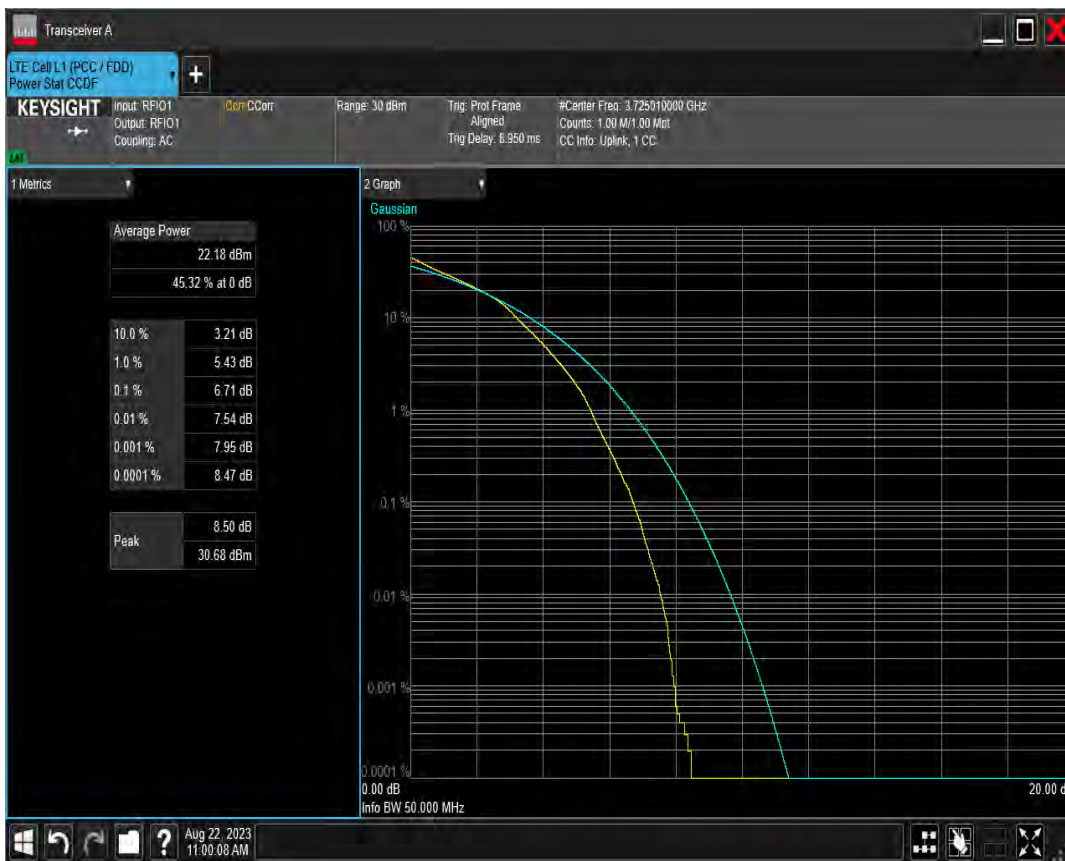 Transceiver A
LTE Cell L1 (PCC / FDD)
Power Stat CCDF
KEYSIGHT
Input: RFIO1
Output: RFIO1
Coupling: AC
Corr CCorr
Range: 30 dBm
Trig: Prot Frame
Aligned
Trig Delay: 8.950 ms
#Center Freq: 3.725010000 GHz
Counts: 1.00 M/1.00 Mpt
CC Info: Uplink, 1 CC
1 Metrics
Average Power
22.18 dBm
45.32 % at 0 dB
10.0 % 3.21 dB
1.0 % 5.43 dB
0.1 % 6.71 dB
0.01 % 7.54 dB
0.001 % 7.95 dB
0.0001 % 8.47 dB
Peak
8.50 dB
30.68 dBm
2 Graph
Gaussian
100 %
10 %
1 %
0.1 %
0.01 %
0.001 %
0.0001 %
0.00 dB
20.00 d
Info BW 50.000 MHz
?
Aug 22, 2023
11:00:08 AM